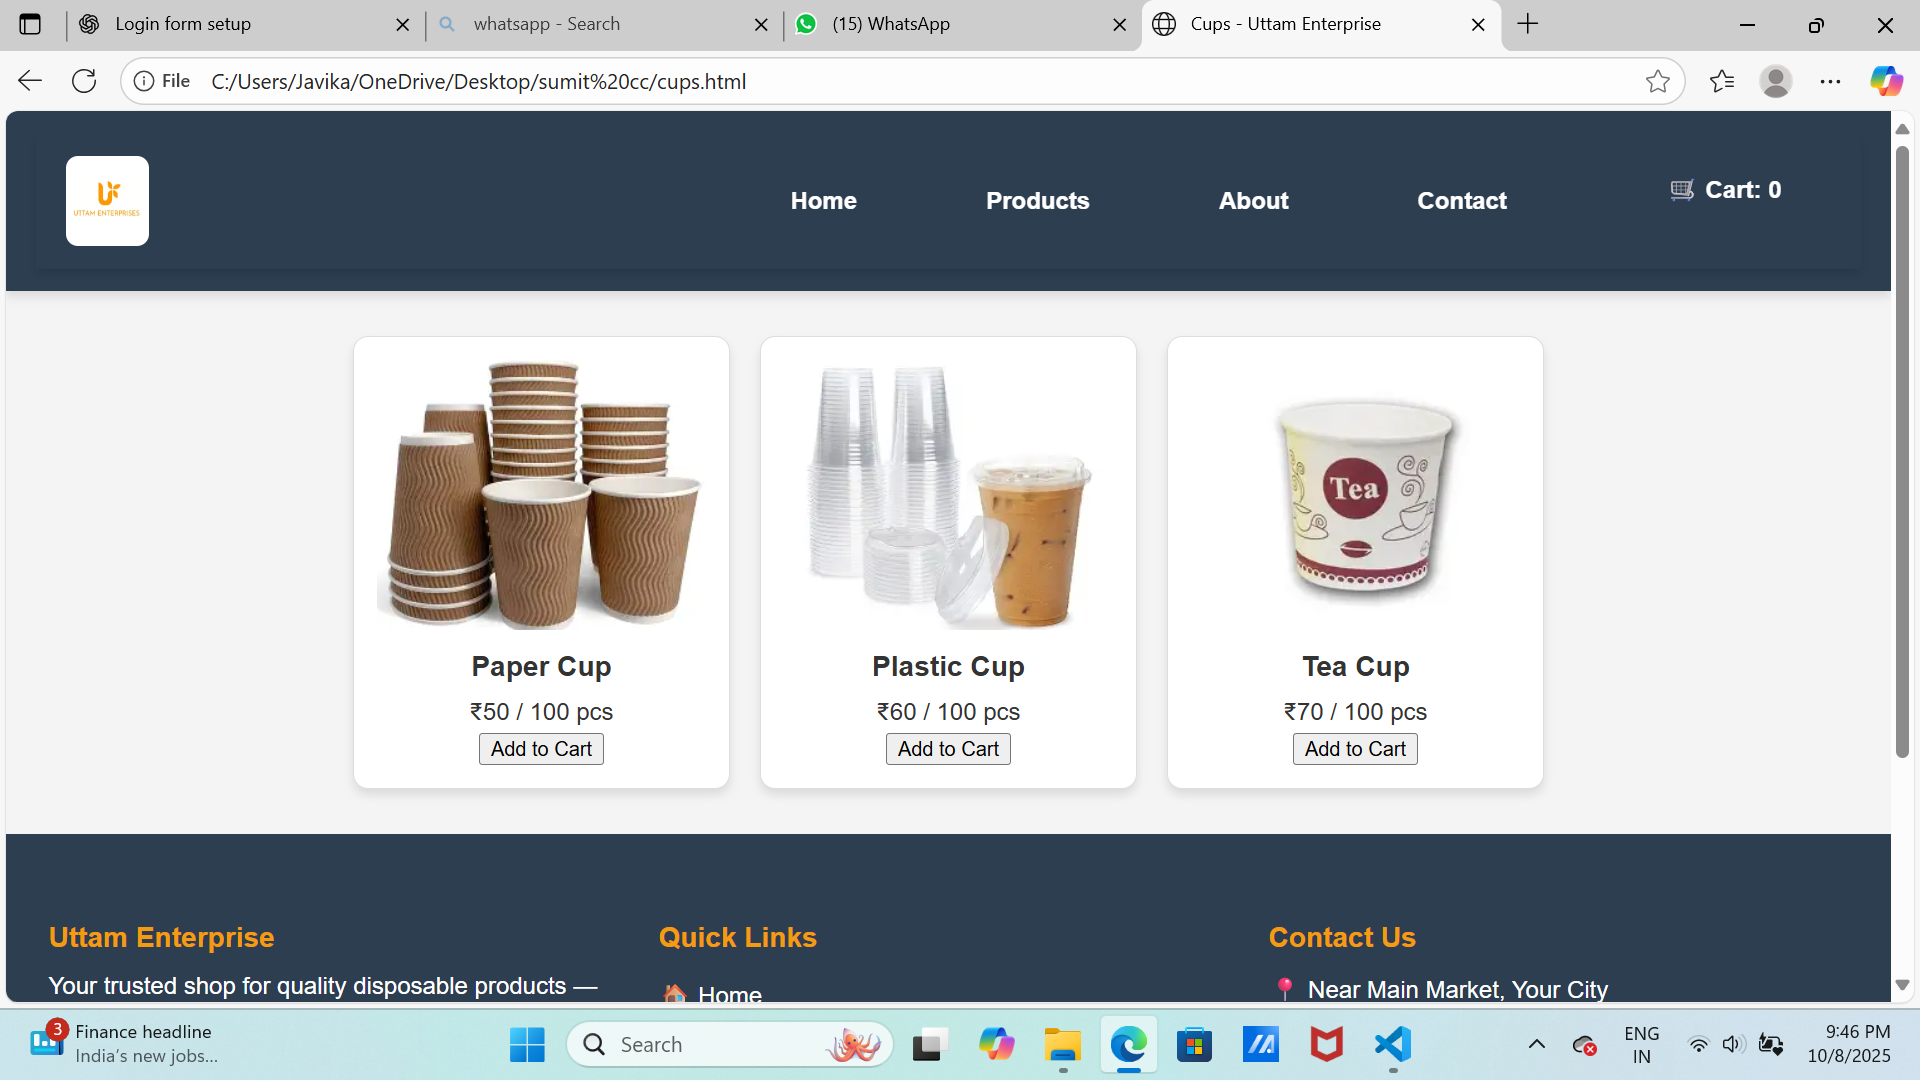 Login form setup
whatsapp - Search
(15) WhatsApp
Cups - Uttam Enterprise
File
C:/Users/Javika/OneDrive/Desktop/sumit%20cc/cups.html
UTTAM ENTERPRISES
Home
Products
About
Contact
Cart: 0
Tea
Paper Cup
₹50 / 100 pcs
Add to Cart
Plastic Cup
₹60 / 100 pcs
Add to Cart
Tea Cup
₹70 / 100 pcs
Add to Cart
Uttam Enterprise
Your trusted shop for quality disposable products —
Quick Links
Home
Contact Us
Near Main Market, Your City
3
Finance headline
India's new jobs...
Search
ENG
IN
9:46 PM
10/8/2025